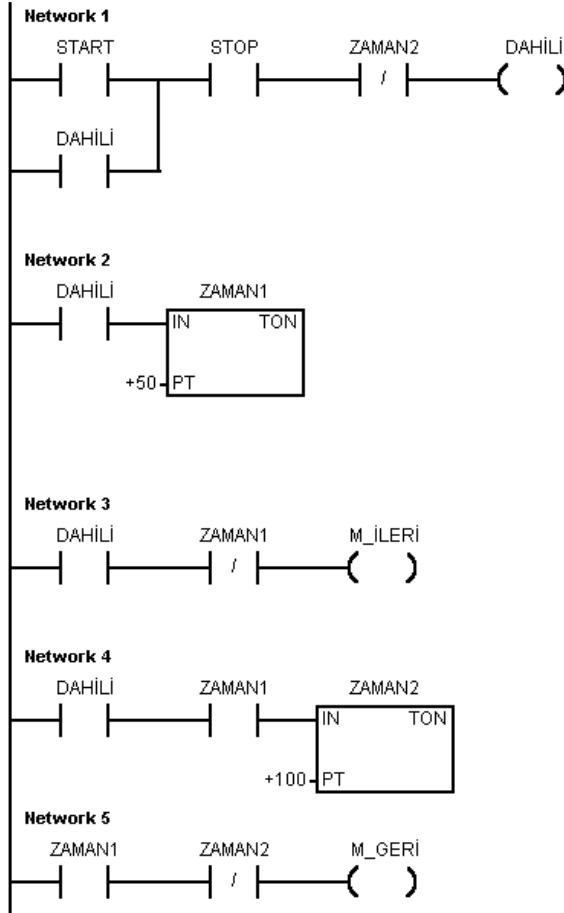 Network 1
START STOP ZAMAN2 DAHİLİ
/
DAHİLİ
Network 2
DAHİLİ ZAMAN1
IN TON
+50 PT
Network 3
DAHİLİ ZAMAN1 M_İLERİ
/
Network 4
DAHİLİ ZAMAN1 ZAMAN2
IN TON
+100 PT
Network 5
ZAMAN1 ZAMAN2 M_GERİ
/